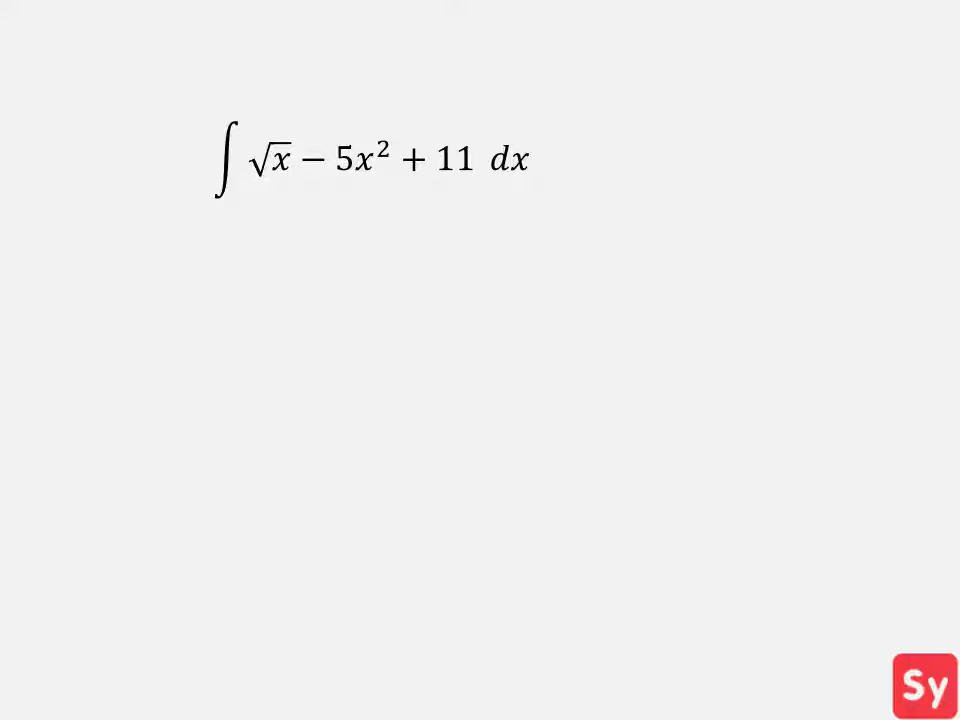 ∫ √x − 5x² + 11 dx
Sy